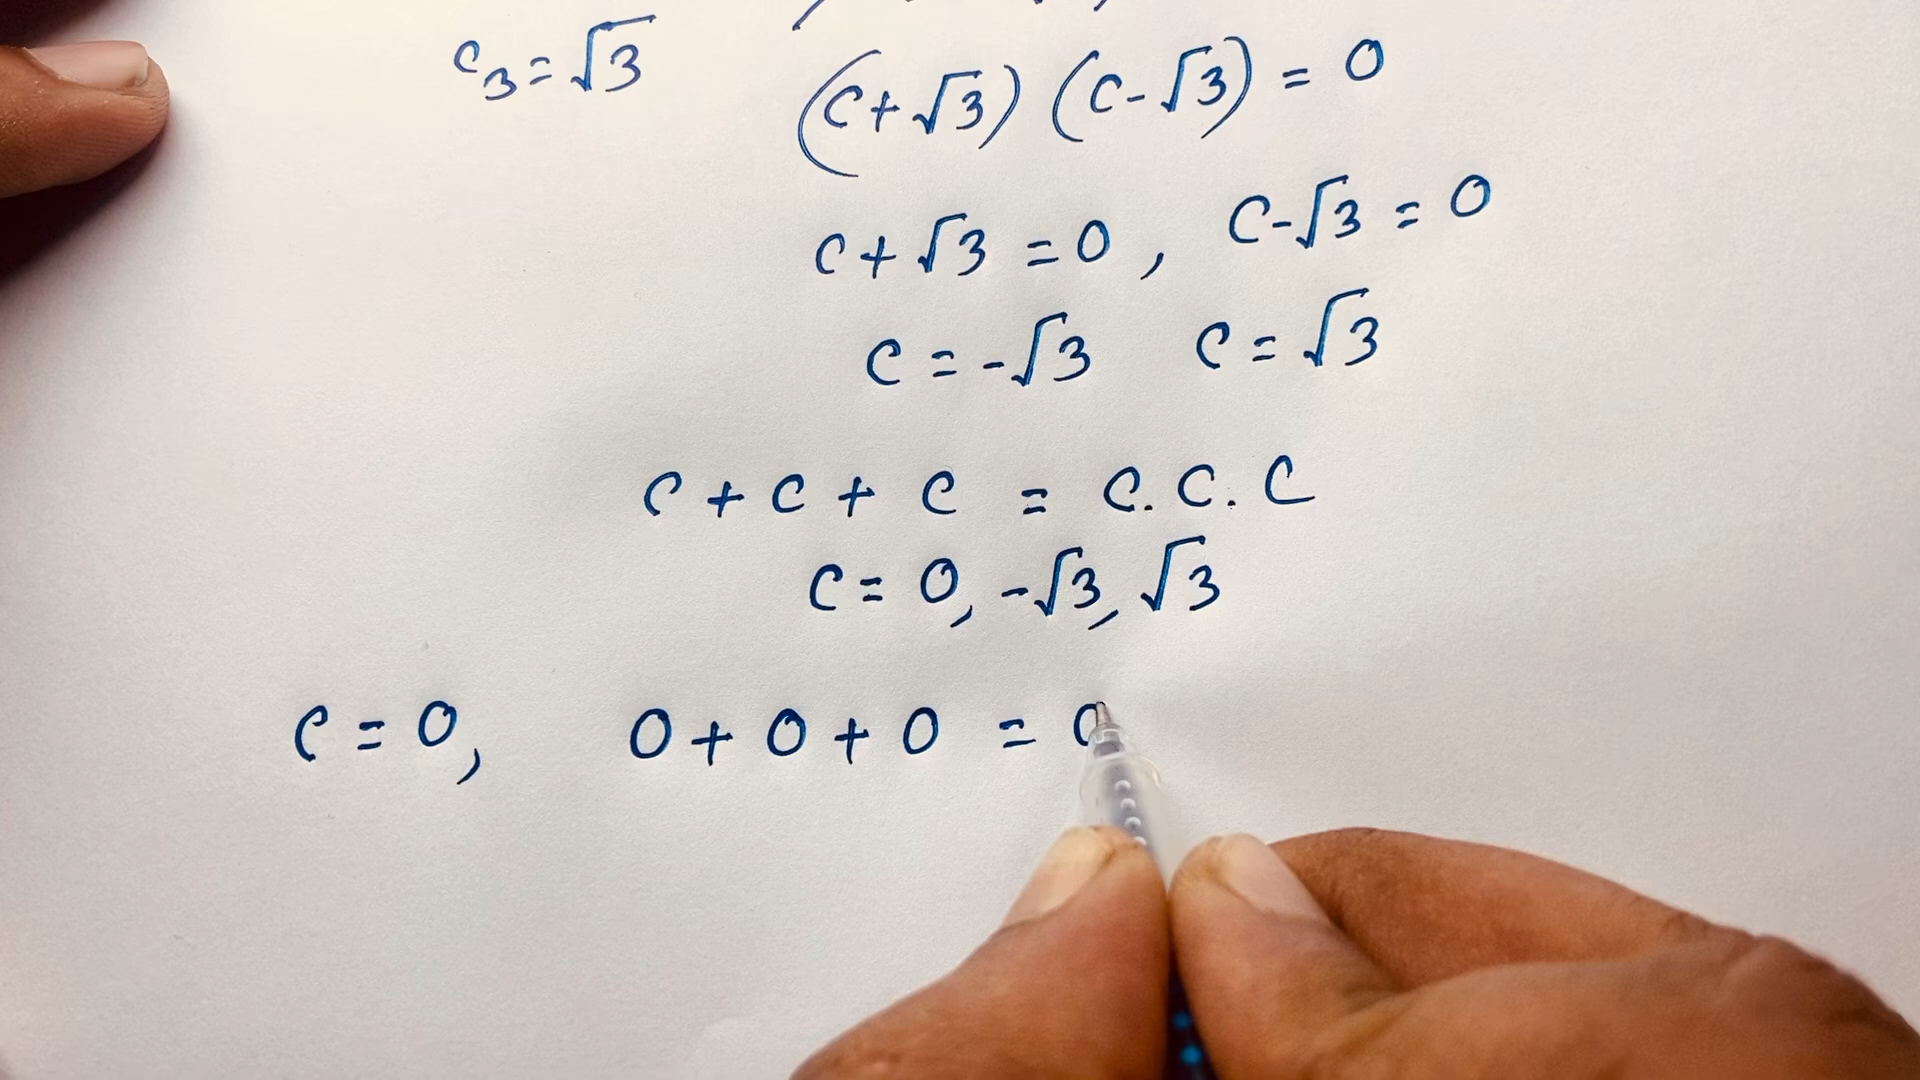 c₃=√3
(c+√3) (c-√3) = 0
c+√3 =0 , c-√3 = 0
c = -√3 c = √3
c + c + c = c.c.c
c = 0, -√3, √3
c = 0, 0 + 0 + 0 = 0